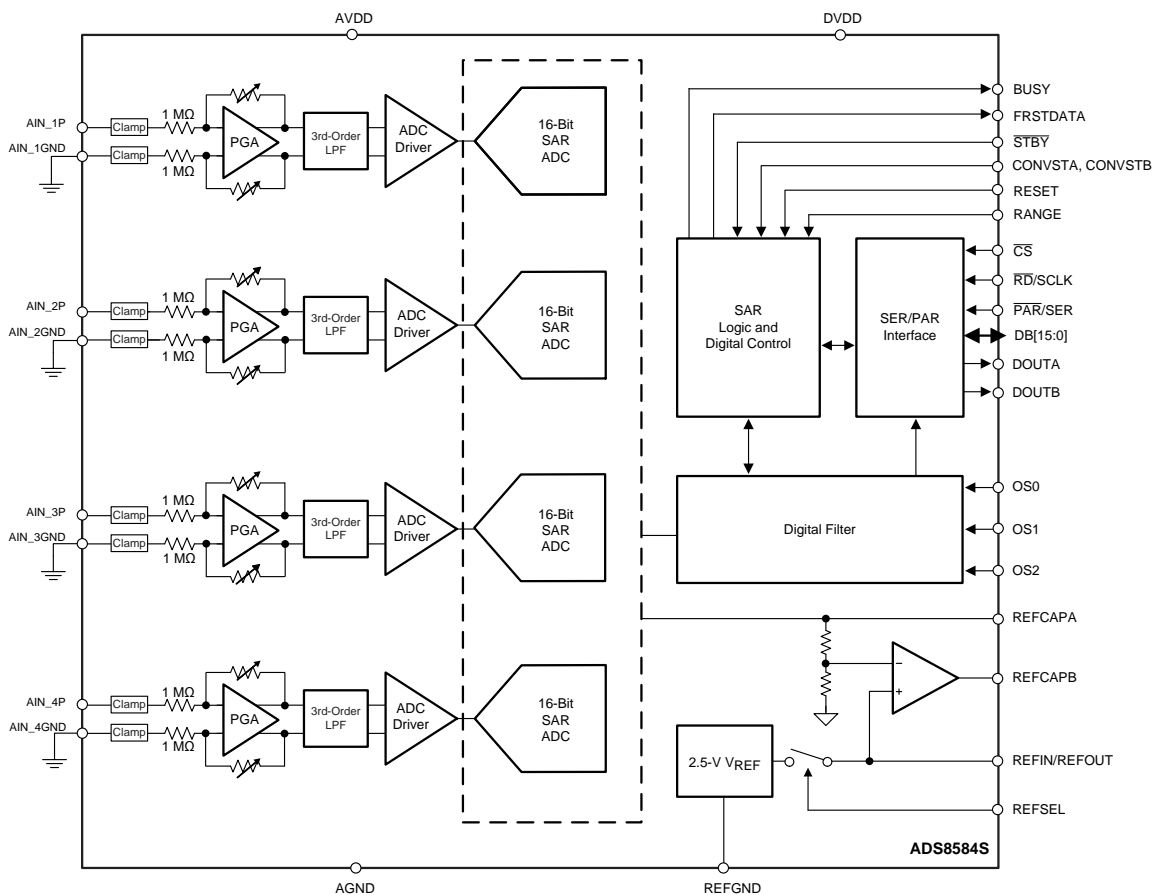 AVDD
DVDD
AIN_1P
Clamp
1 MΩ
AIN_1GND
Clamp
1 MΩ
PGA
3rd-Order
LPF
ADC
Driver
16-Bit
SAR
ADC
AIN_2P
Clamp
1 MΩ
AIN_2GND
Clamp
1 MΩ
PGA
3rd-Order
LPF
ADC
Driver
16-Bit
SAR
ADC
AIN_3P
Clamp
1 MΩ
AIN_3GND
Clamp
1 MΩ
PGA
3rd-Order
LPF
ADC
Driver
16-Bit
SAR
ADC
AIN_4P
Clamp
1 MΩ
AIN_4GND
Clamp
1 MΩ
PGA
3rd-Order
LPF
ADC
Driver
16-Bit
SAR
ADC
SAR
Logic and
Digital Control
SER/PAR
Interface
Digital Filter
BUSY
FRSTDATA
STBY
CONVSTA, CONVSTB
RESET
RANGE
CS
RD/SCLK
PAR/SER
DB[15:0]
DOUTA
DOUTB
OS0
OS1
OS2
REFCAPA
−
+
REFCAPB
2.5-V VREF
REFIN/REFOUT
REFSEL
ADS8584S
AGND
REFGND